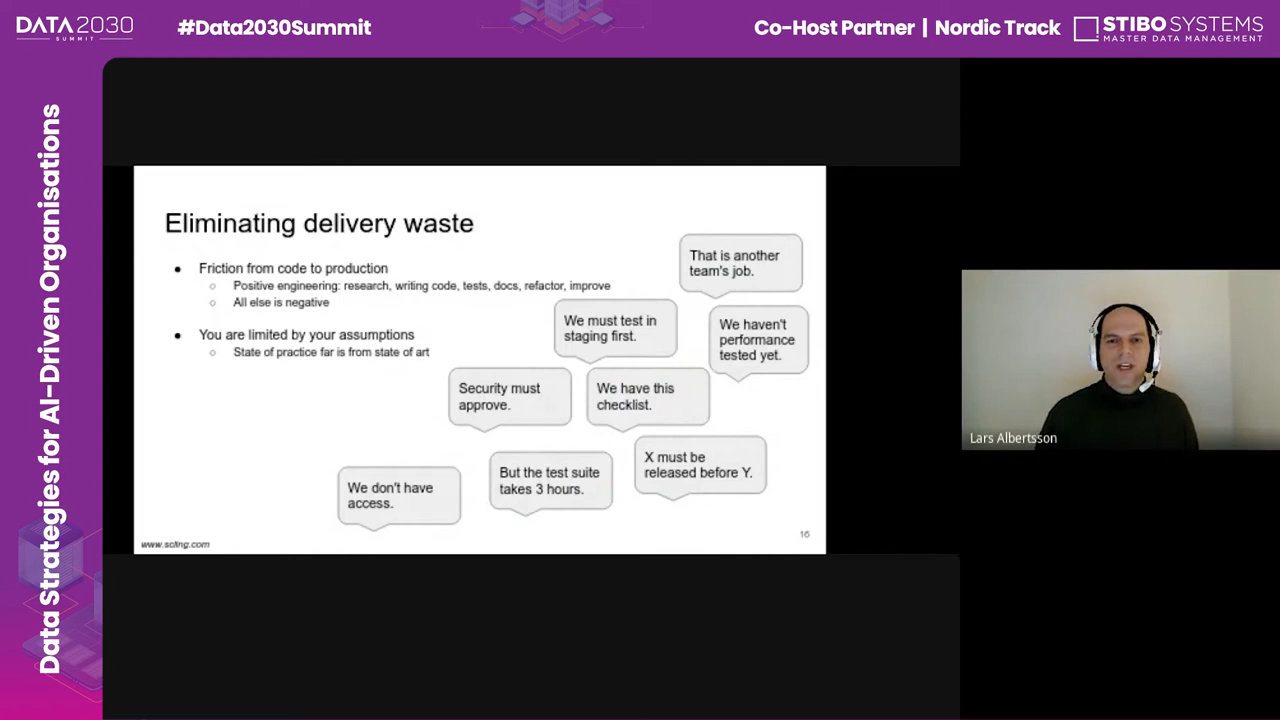 DATA2030
SUMMIT
#Data2030Summit
Co-Host Partner | Nordic Track
STIBO SYSTEMS
MASTER DATA MANAGEMENT
Data Strategies for AI-Driven Organisations
Eliminating delivery waste
● Friction from code to production
○ Positive engineering: research, writing code, tests, docs, refactor, improve
○ All else is negative
● You are limited by your assumptions
○ State of practice far is from state of art
That is another
team's job.
We must test in
staging first.
We haven't
performance
tested yet.
Security must
approve.
We have this
checklist.
X must be
released before Y.
But the test suite
takes 3 hours.
We don't have
access.
www.scling.com
16
Lars Albertsson